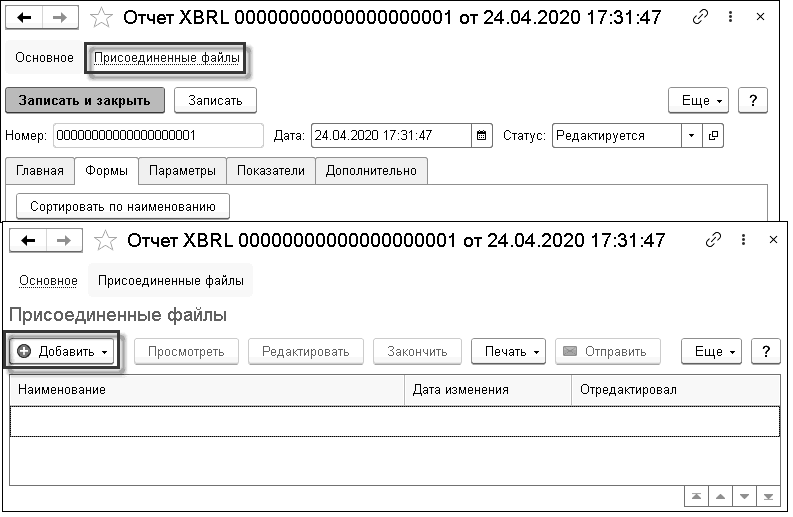 Отчет XBRL 00000000000000000001 от 24.04.2020 17:31:47
Основное Присоединенные файлы
Записать и закрыть Записать Еще ?
Номер: 00000000000000000001 Дата: 24.04.2020 17:31:47 Статус: Редактируется
Главная Формы Параметры Показатели Дополнительно
Сортировать по наименованию
Отчет XBRL 00000000000000000001 от 24.04.2020 17:31:47
Основное Присоединенные файлы
Присоединенные файлы
Добавить Просмотреть Редактировать Закончить Печать Отправить Еще ?
Наименование Дата изменения Отредактировал